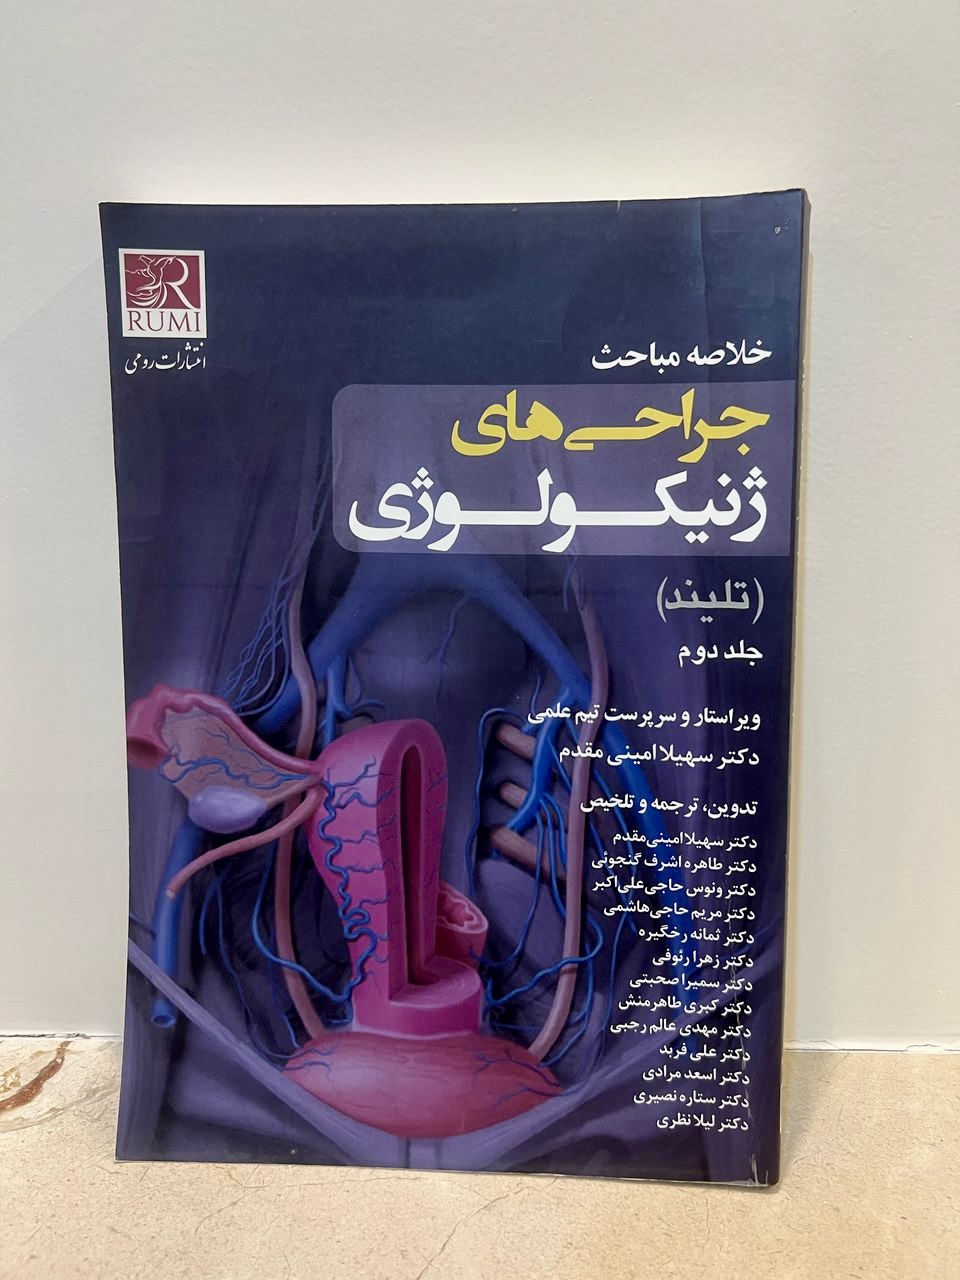 RUMI
انتشارات رومی
خلاصه مباحث
جراحی‌های
ژنیکولوژی
(تلیند)
جلد دوم
ویراستار و سرپرست تیم علمی
دکتر سهیلا امینی مقدم
تدوین، ترجمه و تلخیص
دکتر سهیلا امینی‌مقدم
دکتر طاهره اشرف گنجوئی
دکتر ونوس حاجی‌علی‌اکبر
دکتر مریم حاجی‌هاشمی
دکتر ثمانه رخگیره
دکتر زهرا رئوفی
دکتر سمیرا صحبتی
دکتر کبری طاهرمنش
دکتر مهدی عالم رجبی
دکتر علی فربد
دکتر اسعد مرادی
دکتر ستاره نصیری
دکتر لیلا نظری